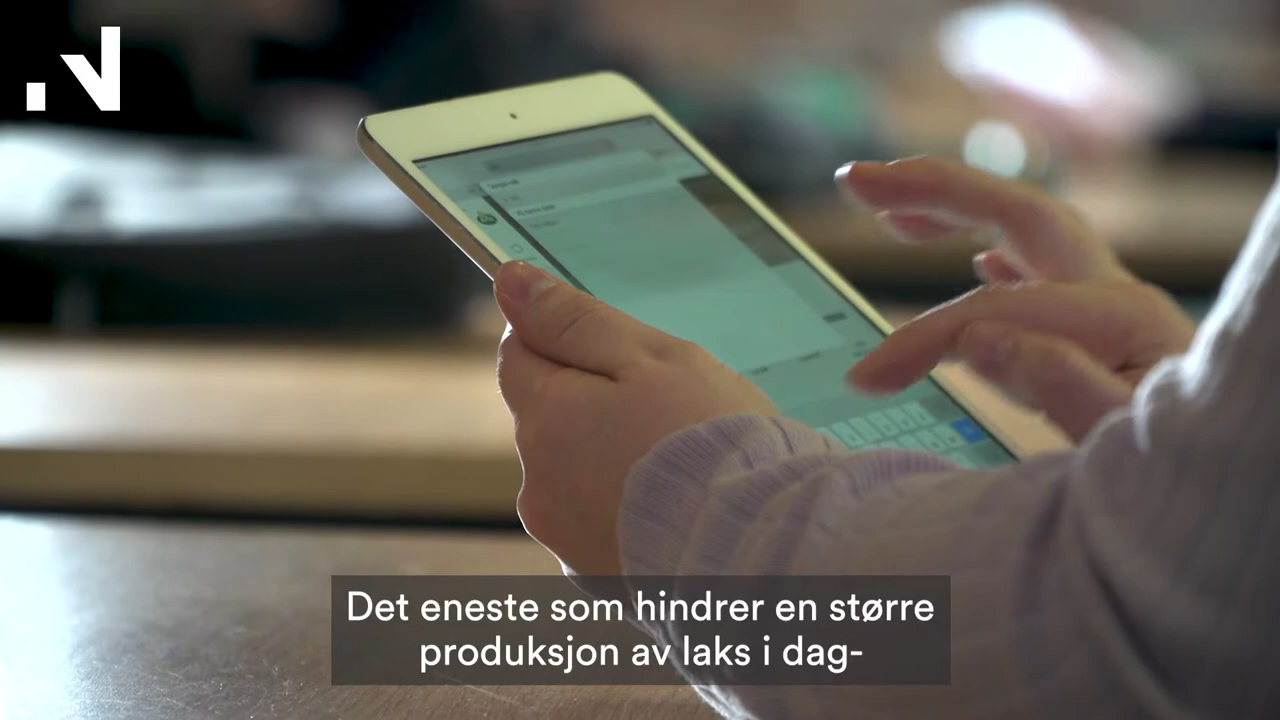 .N
Det eneste som hindrer en større
produksjon av laks i dag-